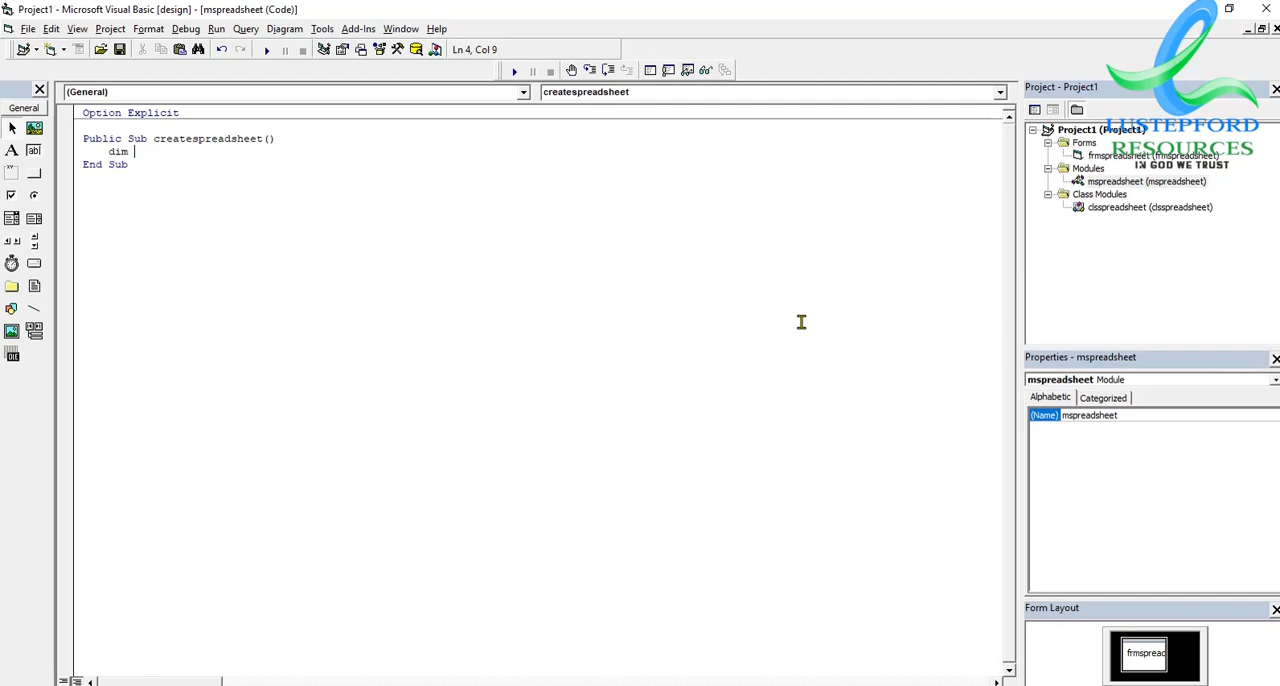 Project1 - Microsoft Visual Basic [design] - [mspreadsheet (Code)]
File Edit View Project Format Debug Run Query Diagram Tools Add-Ins Window Help
Ln 4, Col 9
General
(General)
createspreadsheet
Option Explicit
Public Sub createspreadsheet()
dim
End Sub
Project - Project1
LUSTEPFORD
RESOURCES
IN GOD WE TRUST
Project1 (Project1)
Forms
frmspreadsheet (frmspreadsheet)
Modules
mspreadsheet (mspreadsheet)
Class Modules
clsspreadsheet (clsspreadsheet)
Properties - mspreadsheet
mspreadsheet Module
Alphabetic Categorized
(Name) mspreadsheet
Form Layout
frmspread